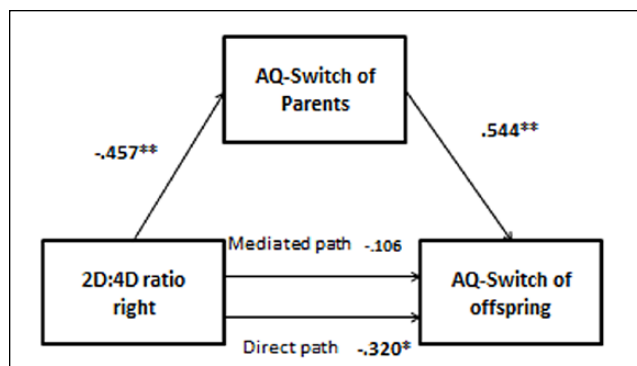 AQ-Switch of
Parents
-.457**
.544**
Mediated path -.106
2D:4D ratio
right
AQ-Switch of
offspring
Direct path -.320*